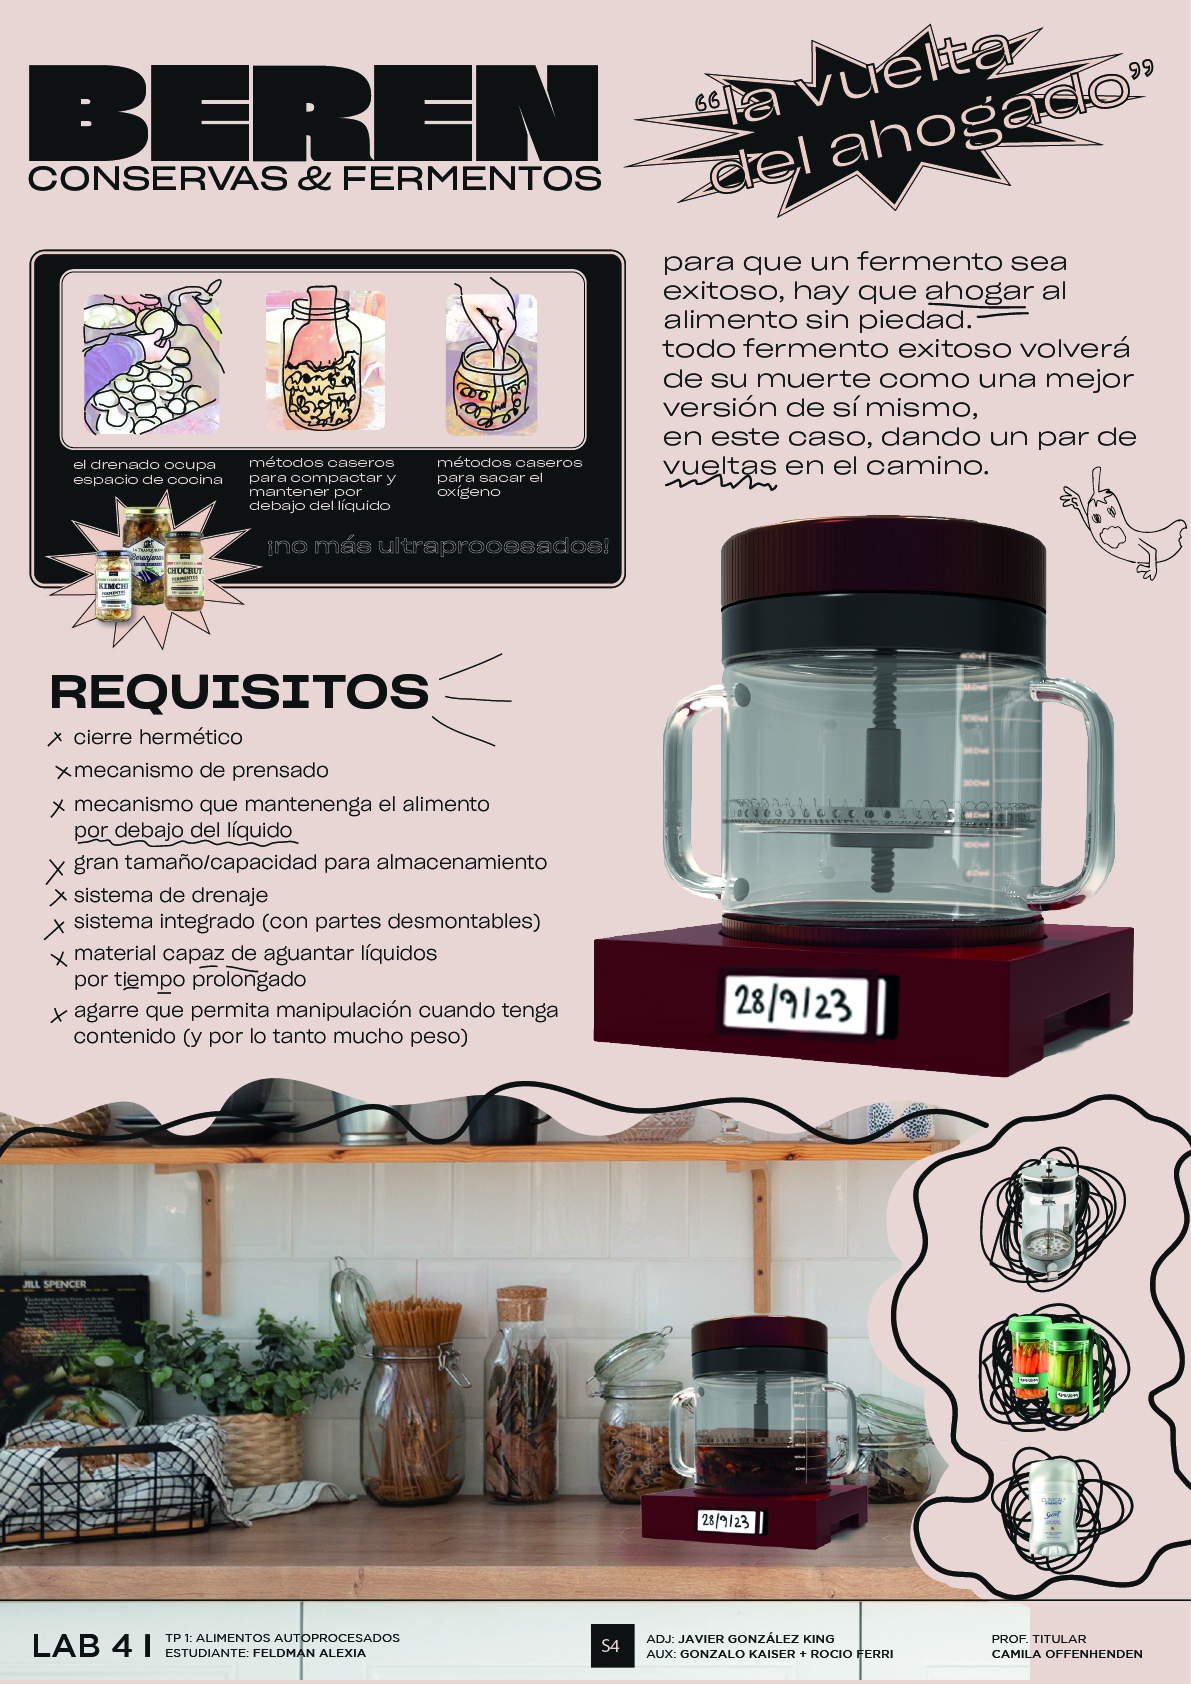 BEREN
CONSERVAS & FERMENTOS
“la vuelta
del ahogado”
para que un fermento sea
exitoso, hay que ahogar al
alimento sin piedad.
todo fermento exitoso volverá
de su muerte como una mejor
versión de sí mismo,
en este caso, dando un par de
vueltas en el camino.
el drenado ocupa
espacio de cocina
métodos caseros
para compactar y
mantener por
debajo del líquido
métodos caseros
para sacar el
oxígeno
¡no más ultraprocesados!
Berenjenas
KIMCHI
FERMENTOS
CHUCRUT
FERMENTOS
REQUISITOS
cierre hermético
mecanismo de prensado
mecanismo que mantenenga el alimento
por debajo del líquido
gran tamaño/capacidad para almacenamiento
sistema de drenaje
sistema integrado (con partes desmontables)
material capaz de aguantar líquidos
por tiempo prolongado
agarre que permita manipulación cuando tenga
contenido (y por lo tanto mucho peso)
28/9/23
JILL SPENCER
28/9/23
CLINICAL
Secret
LAB 4 I
TP 1: ALIMENTOS AUTOPROCESADOS
ESTUDIANTE: FELDMAN ALEXIA
S4
ADJ: JAVIER GONZÁLEZ KING
AUX: GONZALO KAISER + ROCIO FERRI
PROF. TITULAR
CAMILA OFFENHENDEN